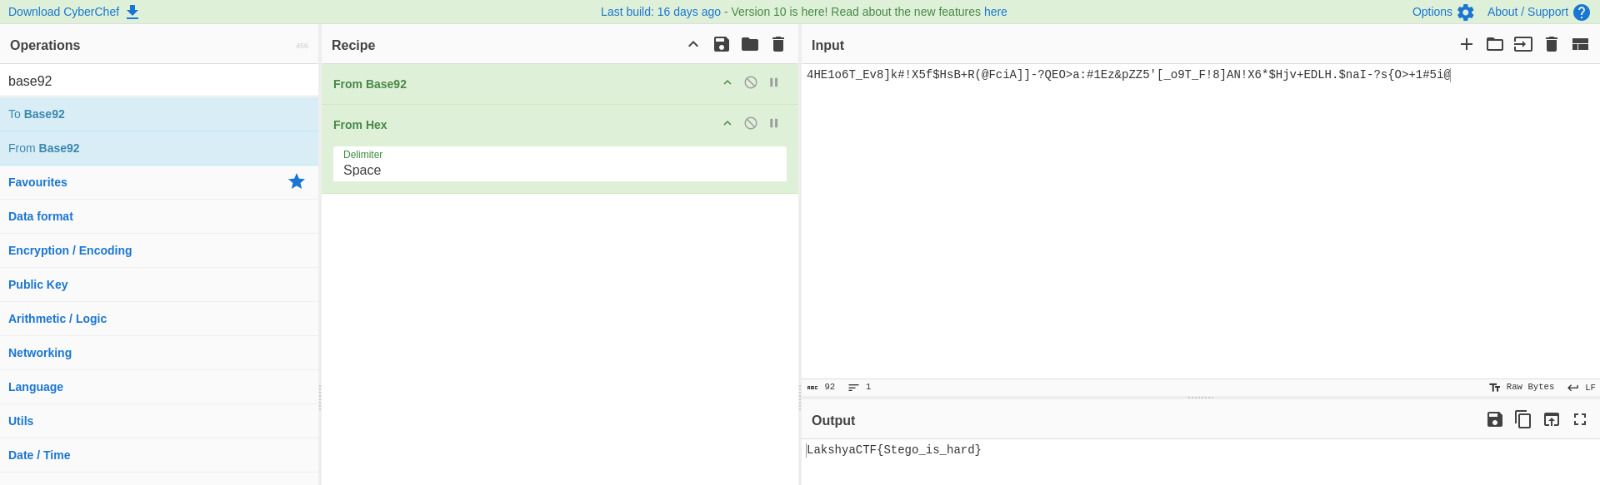 Download CyberChef
Last build: 16 days ago - Version 10 is here! Read about the new features here
Options
About / Support
Operations
Recipe
Input
base92
To Base92
From Base92
Favourites
Data format
Encryption / Encoding
Public Key
Arithmetic / Logic
Networking
Language
Utils
Date / Time
From Base92
From Hex
Delimiter
Space
4HE1o6T_Ev8]k#!X5f$HsB+R(@FciA]]-?QEO>a:#1Ez&pZZ5'[_o9T_F!8]AN!X6*$Hjv+EDLH.$naI-?s{O>+1#5i@
92
1
Raw Bytes
LF
Output
LakshyaCTF{Stego_is_hard}